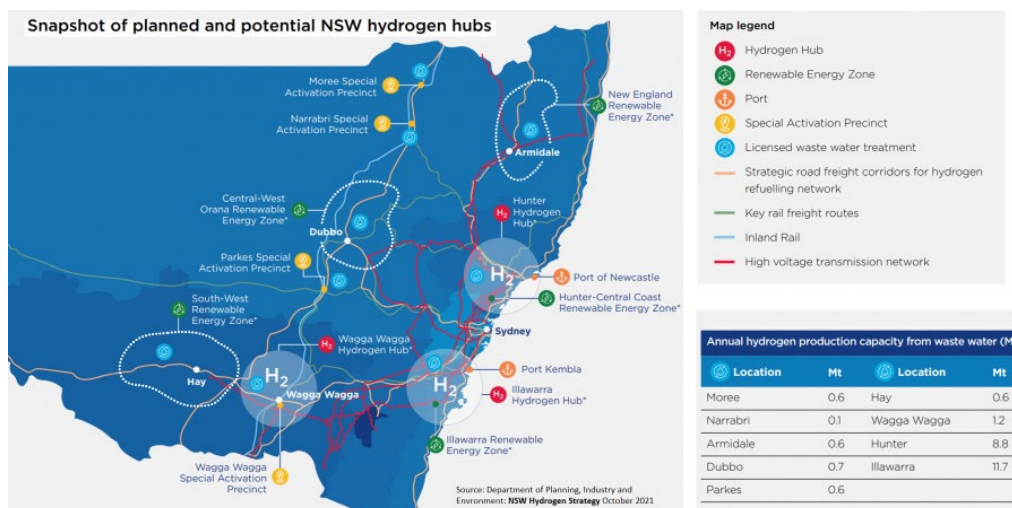 Snapshot of planned and potential NSW hydrogen hubs
Moree Special
Activation Precinct
Narrabri Special
Activation Precinct
New England
Renewable
Energy Zone*
Armidale
Central-West
Orana Renewable
Energy Zone*
Dubbo
Hunter
Hydrogen
Hub*
H2
H2
Parkes Special
Activation Precinct
Port of Newcastle
Hunter-Central Coast
Renewable Energy Zone*
South-West
Renewable
Energy Zone*
Sydney
Wagga Wagga
Hydrogen Hub*
H2
H2
Hay
Wagga Wagga
H2
Port Kembla
H2
Illawarra
Hydrogen Hub*
Illawarra Renewable
Energy Zone*
Wagga Wagga
Special Activation
Precinct
Source: Department of Planning, Industry and
Envronment: NSW Hydrogen Strategy October 2021
Map legend
H2 Hydrogen Hub
Renewable Energy Zone
Port
Special Activation Precinct
Licensed waste water treatment
Strategic road freight corridors for hydrogen
refuelling network
Key rail freight routes
Inland Rail
High voltage transmission network
Annual hydrogen production capacity from waste water (M
Location Mt Location Mt
Moree 0.6 Hay 0.6
Narrabri 0.1 Wagga Wagga 1.2
Armidale 0.6 Hunter 8.8
Dubbo 0.7 Illawarra 11.7
Parkes 0.6